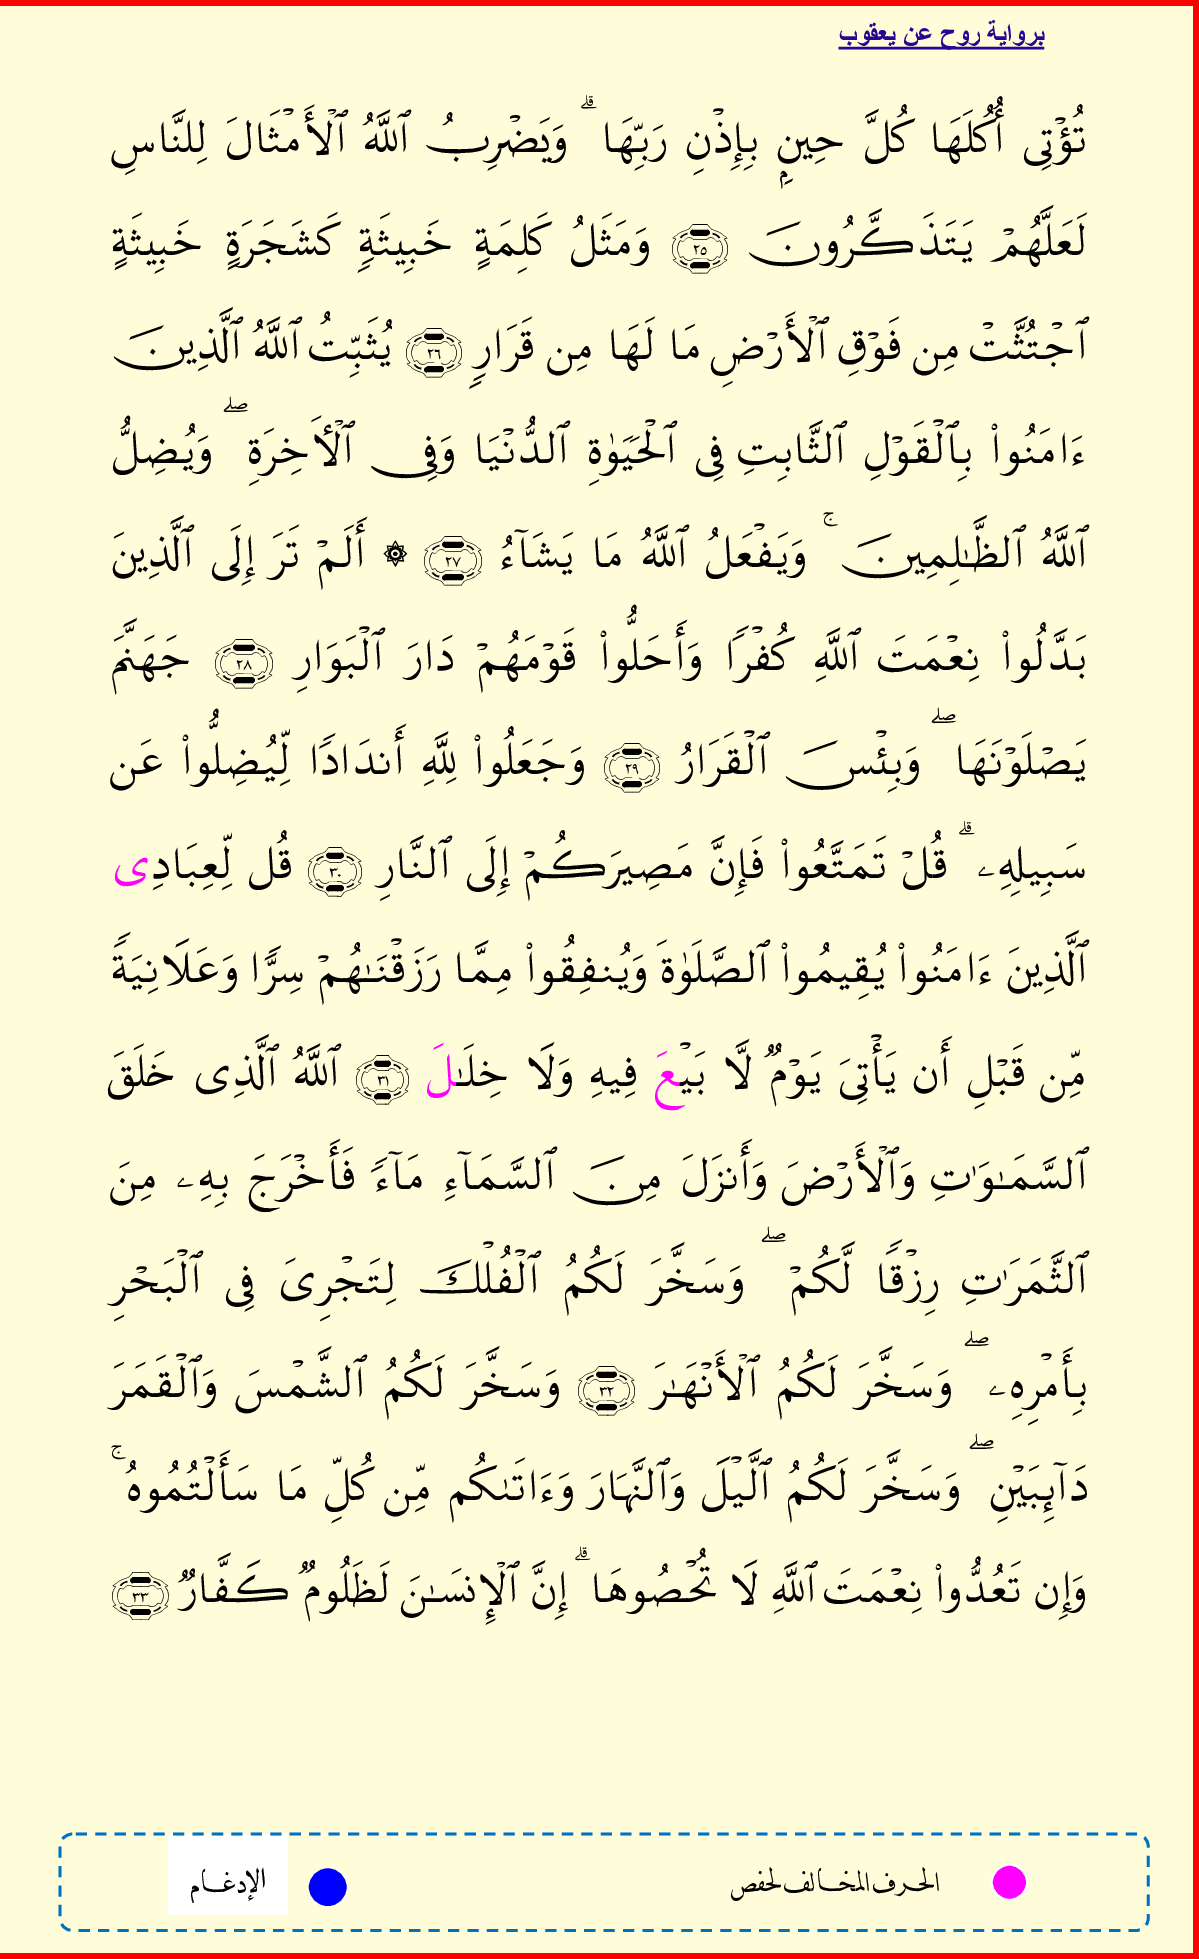 برواية روح عن يعقوب
تُؤۡتِي أُكُلَهَا كُلَّ حِينِۭ بِإِذۡنِ رَبِّهَاۗ وَيَضۡرِبُ ٱللَّهُ ٱلۡأَمۡثَالَ لِلنَّاسِ
لَعَلَّهُمۡ يَتَذَكَّرُونَ ٢٥ وَمَثَلُ كَلِمَةٍ خَبِيثَةٖ كَشَجَرَةٍ خَبِيثَةٍ
ٱجۡتُثَّتۡ مِن فَوۡقِ ٱلۡأَرۡضِ مَا لَهَا مِن قَرَارٖ ٢٦ يُثَبِّتُ ٱللَّهُ ٱلَّذِينَ
ءَامَنُواْ بِٱلۡقَوۡلِ ٱلثَّابِتِ فِي ٱلۡحَيَوٰةِ ٱلدُّنۡيَا وَفِي ٱلۡأٓخِرَةِۖ وَيُضِلُّ
ٱللَّهُ ٱلظَّٰلِمِينَۚ وَيَفۡعَلُ ٱللَّهُ مَا يَشَآءُ ٢٧ ۞ أَلَمۡ تَرَ إِلَى ٱلَّذِينَ
بَدَّلُواْ نِعۡمَتَ ٱللَّهِ كُفۡرٗا وَأَحَلُّواْ قَوۡمَهُمۡ دَارَ ٱلۡبَوَارِ ٢٨ جَهَنَّمَ
يَصۡلَوۡنَهَاۖ وَبِئۡسَ ٱلۡقَرَارُ ٢٩ وَجَعَلُواْ لِلَّهِ أَندَادٗا لِّيُضِلُّواْ عَن
سَبِيلِهِۦۗ قُلۡ تَمَتَّعُواْ فَإِنَّ مَصِيرَكُمۡ إِلَى ٱلنَّارِ ٣٠ قُل لِّعِبَادِي
ٱلَّذِينَ ءَامَنُواْ يُقِيمُواْ ٱلصَّلَوٰةَ وَيُنفِقُواْ مِمَّا رَزَقۡنَٰهُمۡ سِرّٗا وَعَلَانِيَةٗ
مِّن قَبۡلِ أَن يَأۡتِيَ يَوۡمٞ لَّا بَيۡعَ فِيهِ وَلَا خِلَٰلَ ٣١ ٱللَّهُ ٱلَّذِي خَلَقَ
ٱلسَّمَٰوَٰتِ وَٱلۡأَرۡضَ وَأَنزَلَ مِنَ ٱلسَّمَآءِ مَآءٗ فَأَخۡرَجَ بِهِۦ مِنَ
ٱلثَّمَرَٰتِ رِزۡقٗا لَّكُمۡۖ وَسَخَّرَ لَكُمُ ٱلۡفُلۡكَ لِتَجۡرِيَ فِي ٱلۡبَحۡرِ
بِأَمۡرِهِۦۖ وَسَخَّرَ لَكُمُ ٱلۡأَنۡهَٰرَ ٣٢ وَسَخَّرَ لَكُمُ ٱلشَّمۡسَ وَٱلۡقَمَرَ
دَآئِبَيۡنِۖ وَسَخَّرَ لَكُمُ ٱلَّيۡلَ وَٱلنَّهَارَ وَءَاتَىٰكُم مِّن كُلِّ مَا سَأَلۡتُمُوهُۚ
وَإِن تَعُدُّواْ نِعۡمَتَ ٱللَّهِ لَا تُحۡصُوهَاۗ إِنَّ ٱلۡإِنسَٰنَ لَظَلُومٞ كَفَّارٞ ٣٣
الحرف المخالف لحفص الإدغام